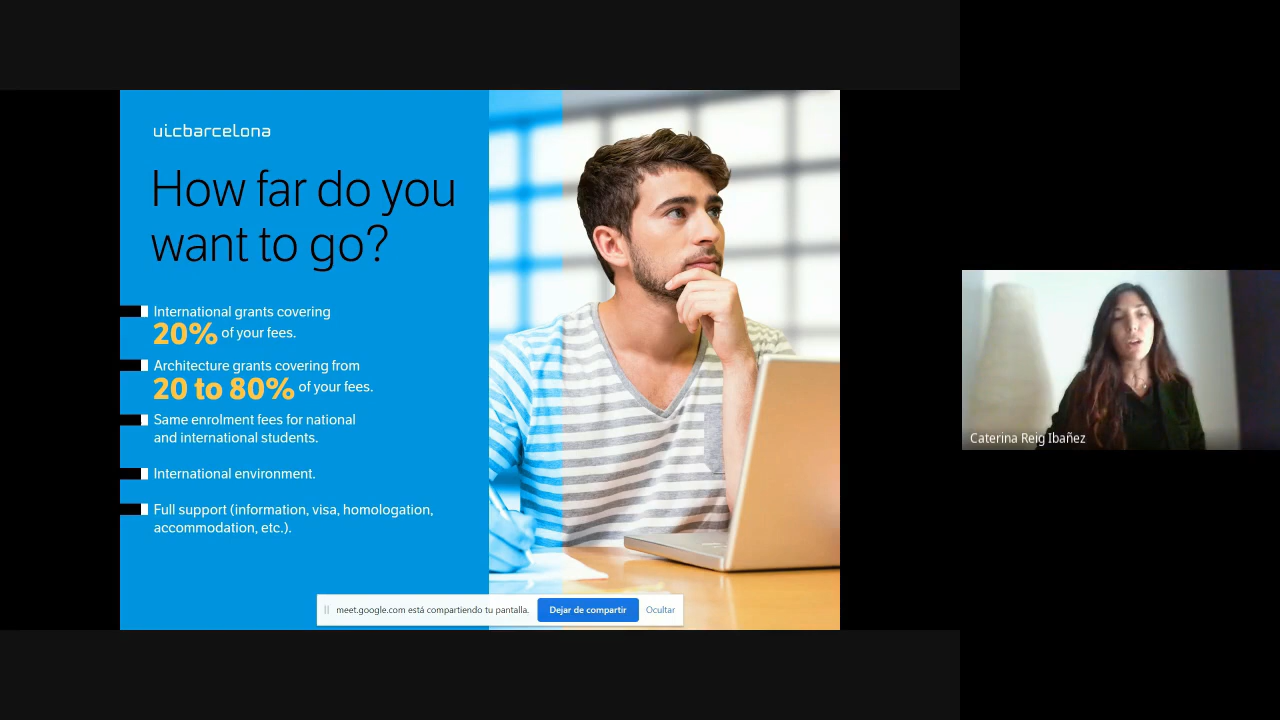 uicbarcelona
How far do you
want to go?
International grants covering
20% of your fees.
Architecture grants covering from
20 to 80% of your fees.
Same enrolment fees for national
and international students.
International environment.
Full support (information, visa, homologation,
accommodation, etc.).
meet.google.com está compartiendo tu pantalla. Dejar de compartir Ocultar
Caterina Reig Ibañez